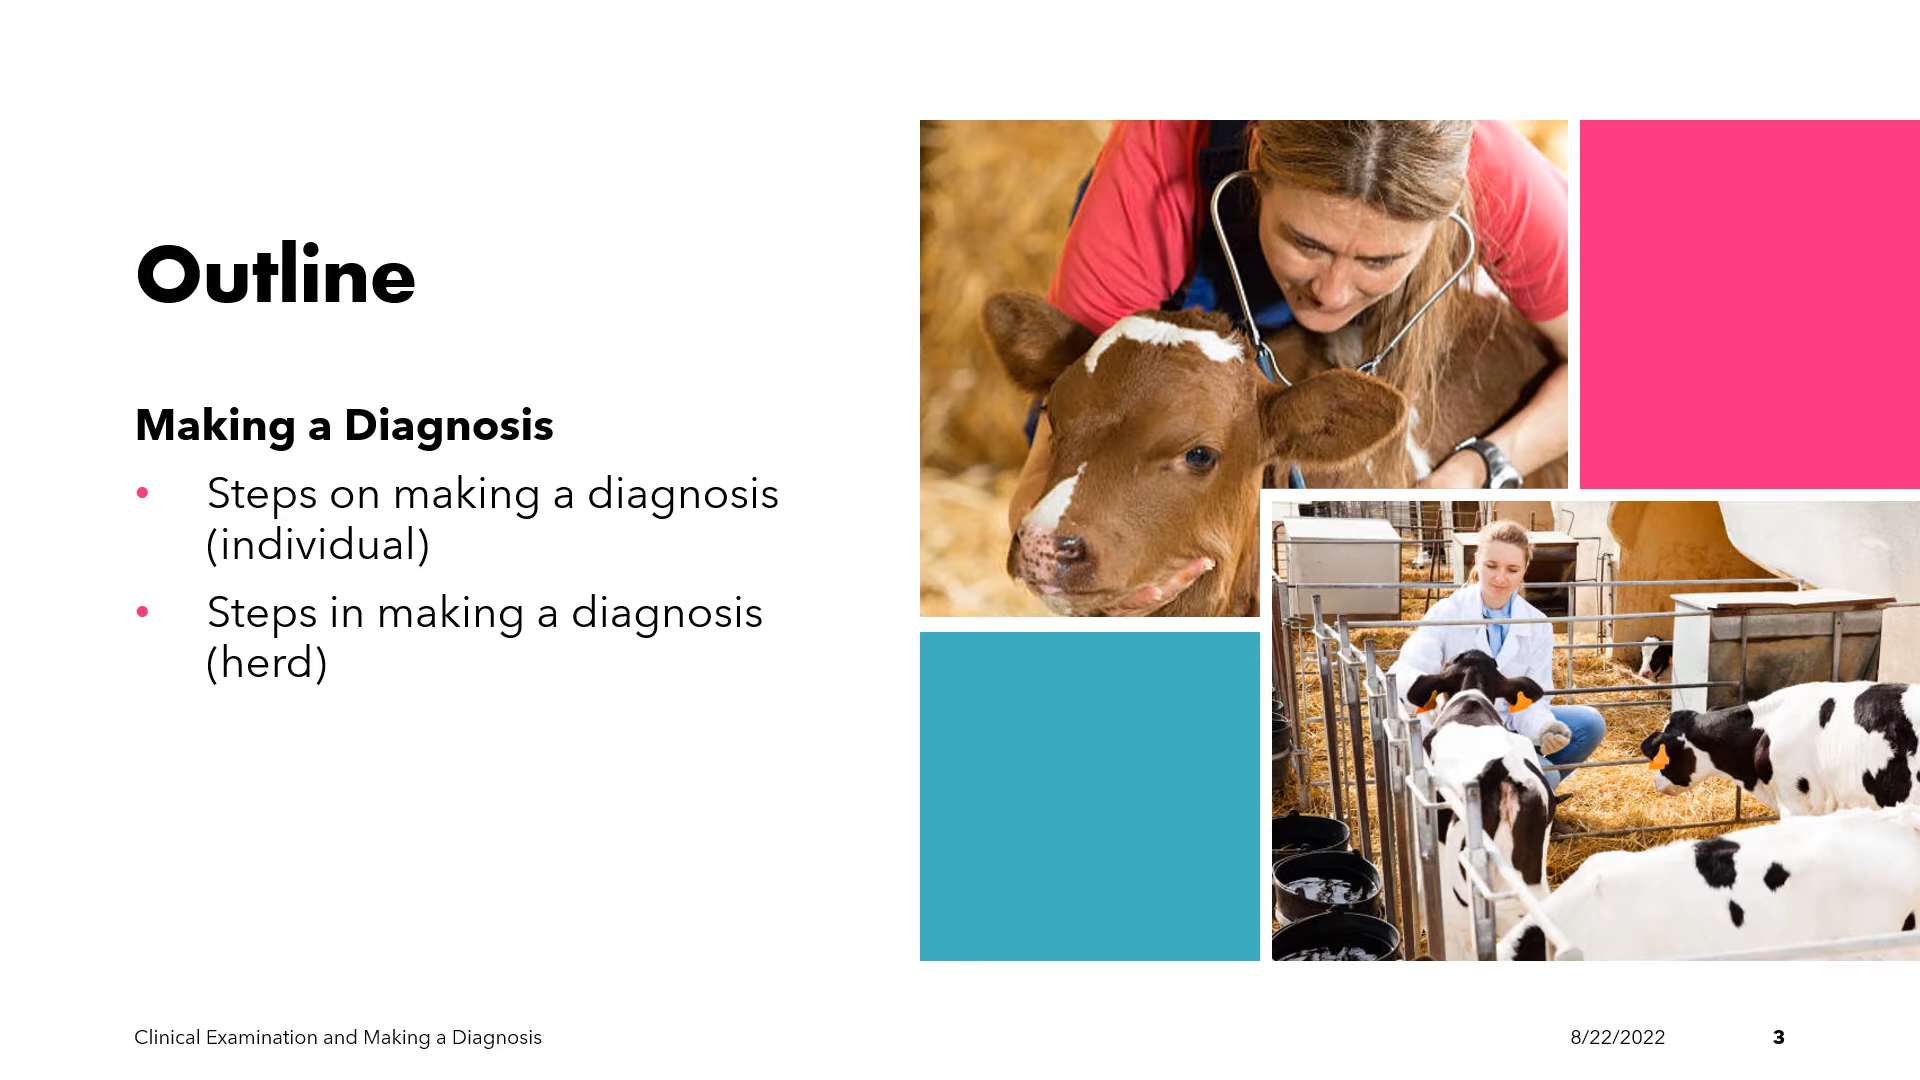 Outline
Making a Diagnosis
• Steps on making a diagnosis
(individual)
• Steps in making a diagnosis
(herd)
Clinical Examination and Making a Diagnosis
8/22/2022
3